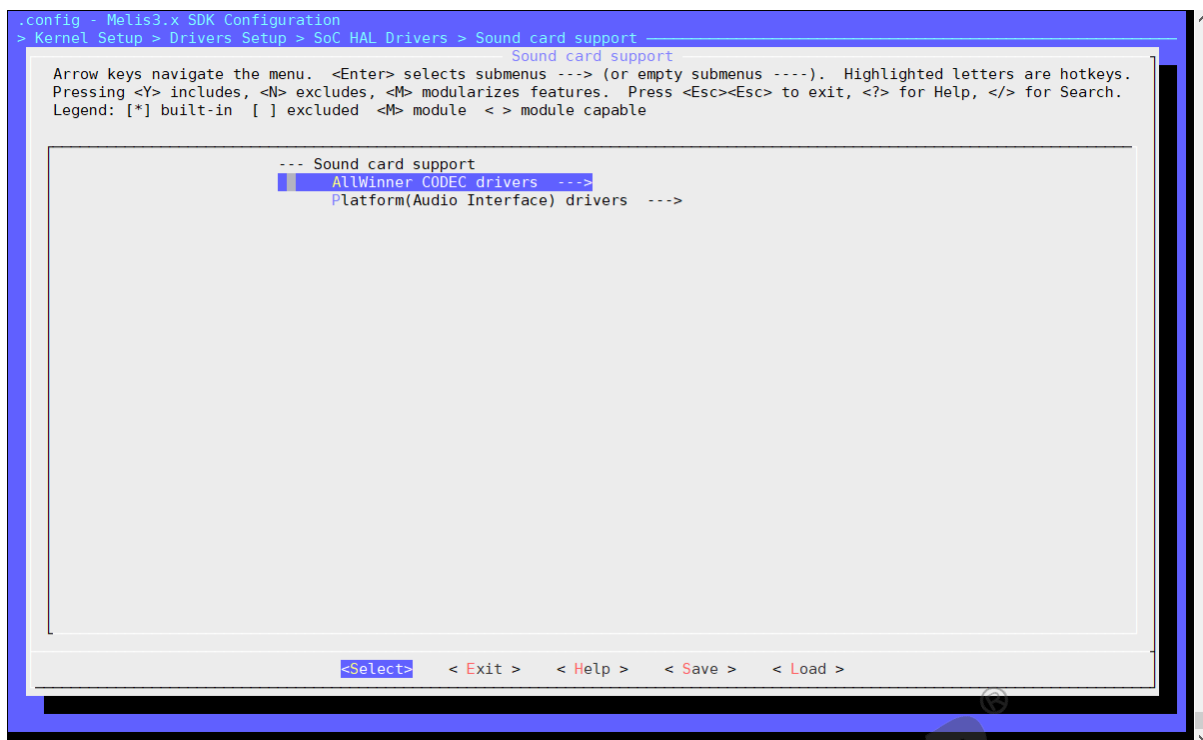 .config - Melis3.x SDK Configuration
> Kernel Setup > Drivers Setup > SoC HAL Drivers > Sound card support
Sound card support
Arrow keys navigate the menu.  <Enter> selects submenus ---> (or empty submenus ----).  Highlighted letters are hotkeys.
Pressing <Y> includes, <N> excludes, <M> modularizes features.  Press <Esc><Esc> to exit, <?> for Help, </> for Search.
Legend: [*] built-in  [ ] excluded  <M> module  < > module capable
--- Sound card support
AllWinner CODEC drivers  --->
Platform(Audio Interface) drivers  --->
<Select>    < Exit >    < Help >    < Save >    < Load >
®